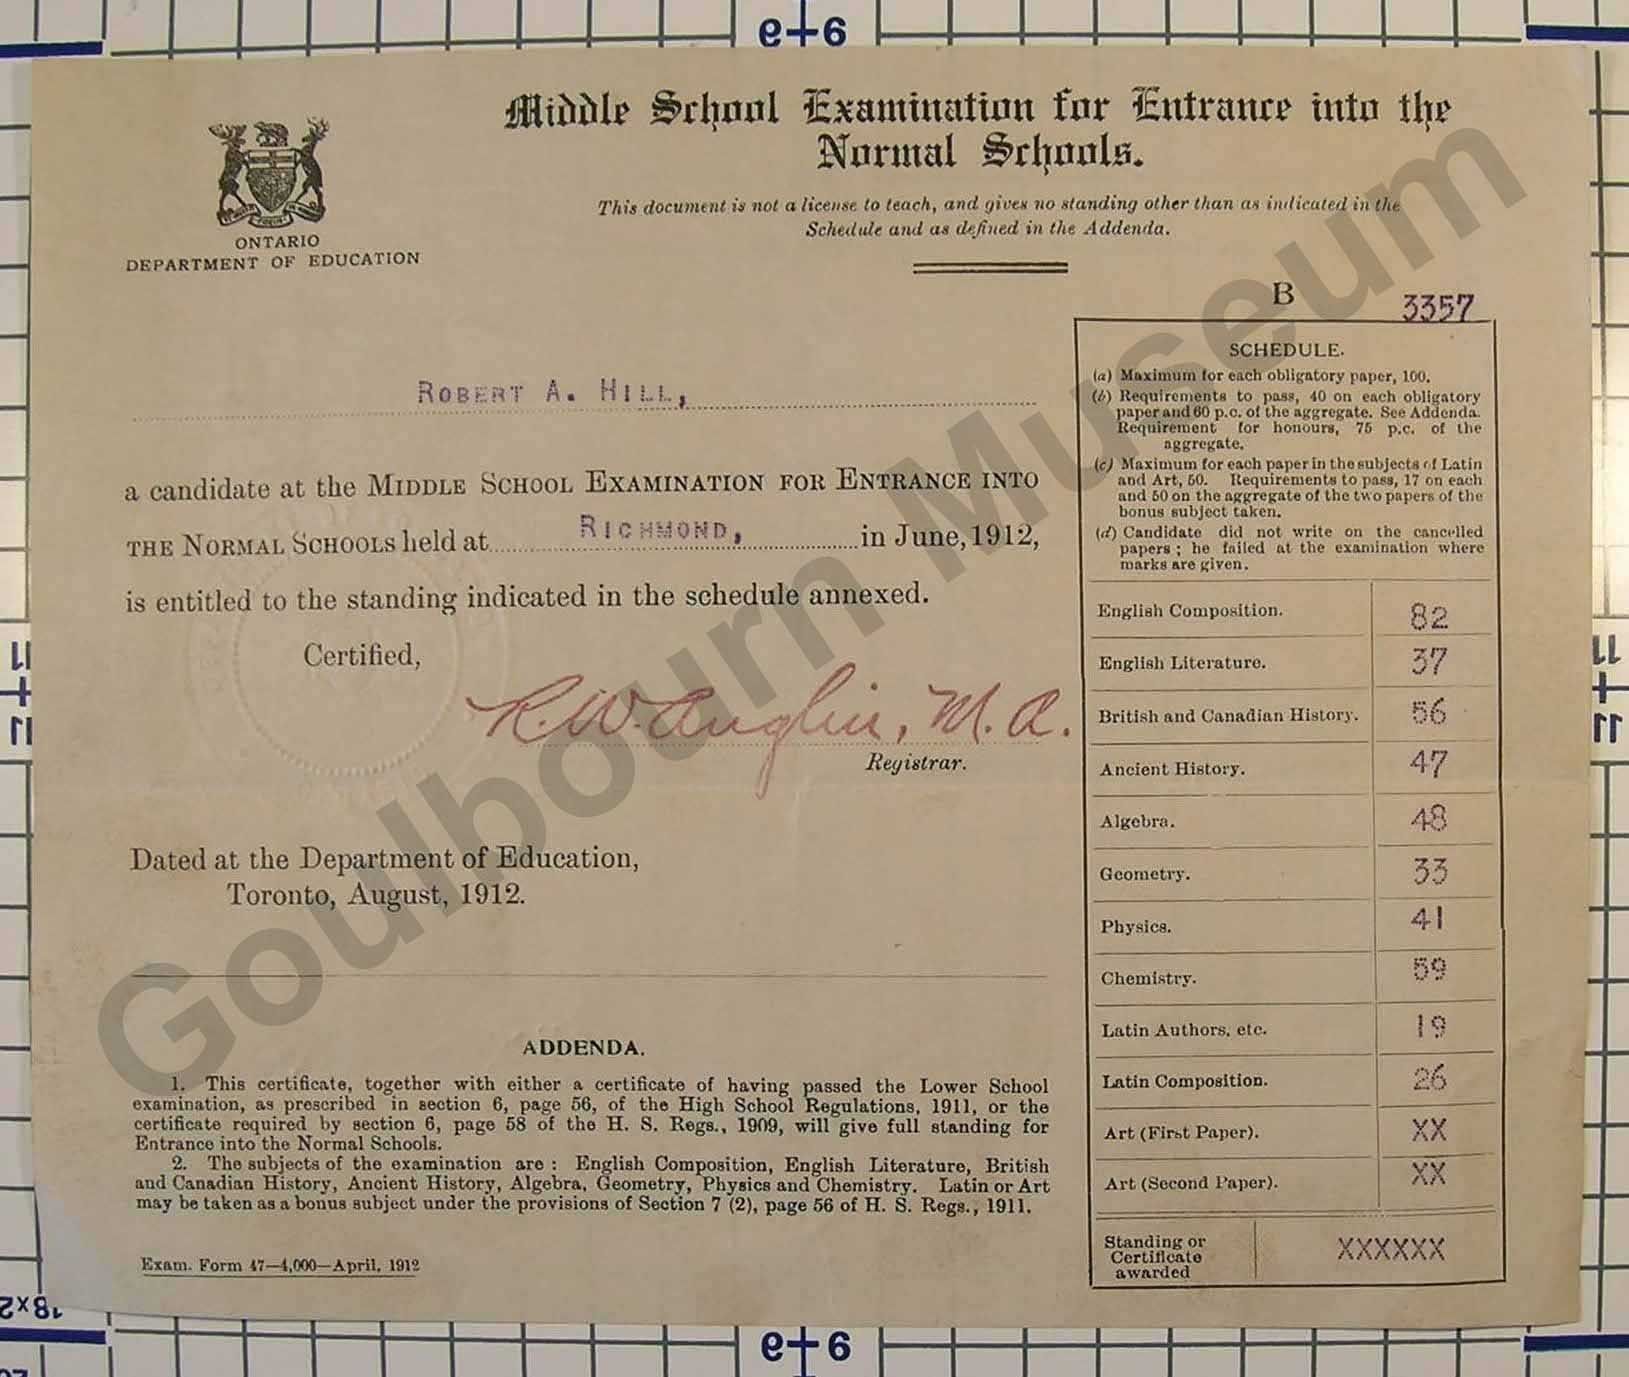 Middle School Examination for Entrance into the
Normal Schools.
This document is not a license to teach, and gives no standing other than as indicated in the
Schedule and as defined in the Addenda.
ONTARIO
DEPARTMENT OF EDUCATION
ROBERT A. HILL,
a candidate at the MIDDLE SCHOOL EXAMINATION FOR ENTRANCE INTO
THE NORMAL SCHOOLS held at RICHMOND, in June, 1912,
is entitled to the standing indicated in the schedule annexed.
Certified,
R. W. Anglin, M. A.
Registrar.
Dated at the Department of Education,
Toronto, August, 1912.
ADDENDA.
1. This certificate, together with either a certificate of having passed the Lower School
examination, as prescribed in section 6, page 56, of the High School Regulations, 1911, or the
certificate required by section 6, page 58 of the H. S. Regs., 1909, will give full standing for
Entrance into the Normal Schools.
2. The subjects of the examination are : English Composition, English Literature, British
and Canadian History, Ancient History, Algebra, Geometry, Physics and Chemistry. Latin or Art
may be taken as a bonus subject under the provisions of Section 7 (2), page 56 of H. S. Regs., 1911.
Exam. Form 47—4,000—April, 1912
B 3357
SCHEDULE.
(a) Maximum for each obligatory paper, 100.
(b) Requirements to pass, 40 on each obligatory
paper and 60 p.c. of the aggregate. See Addenda.
Requirement for honours, 75 p.c. of the
aggregate.
(c) Maximum for each paper in the subjects of Latin
and Art, 50. Requirements to pass, 17 on each
and 50 on the aggregate of the two papers of the
bonus subject taken.
(d) Candidate did not write on the cancelled
papers ; he failed at the examination where
marks are given.
English Composition. 82
English Literature. 37
British and Canadian History. 56
Ancient History. 47
Algebra. 48
Geometry. 33
Physics. 41
Chemistry. 59
Latin Authors, etc. 19
Latin Composition. 26
Art (First Paper). XX
Art (Second Paper). XX
Standing or
Certificate
awarded XXXXXX
Goulbourn Museum
9+6
11+11
11+11
9+6